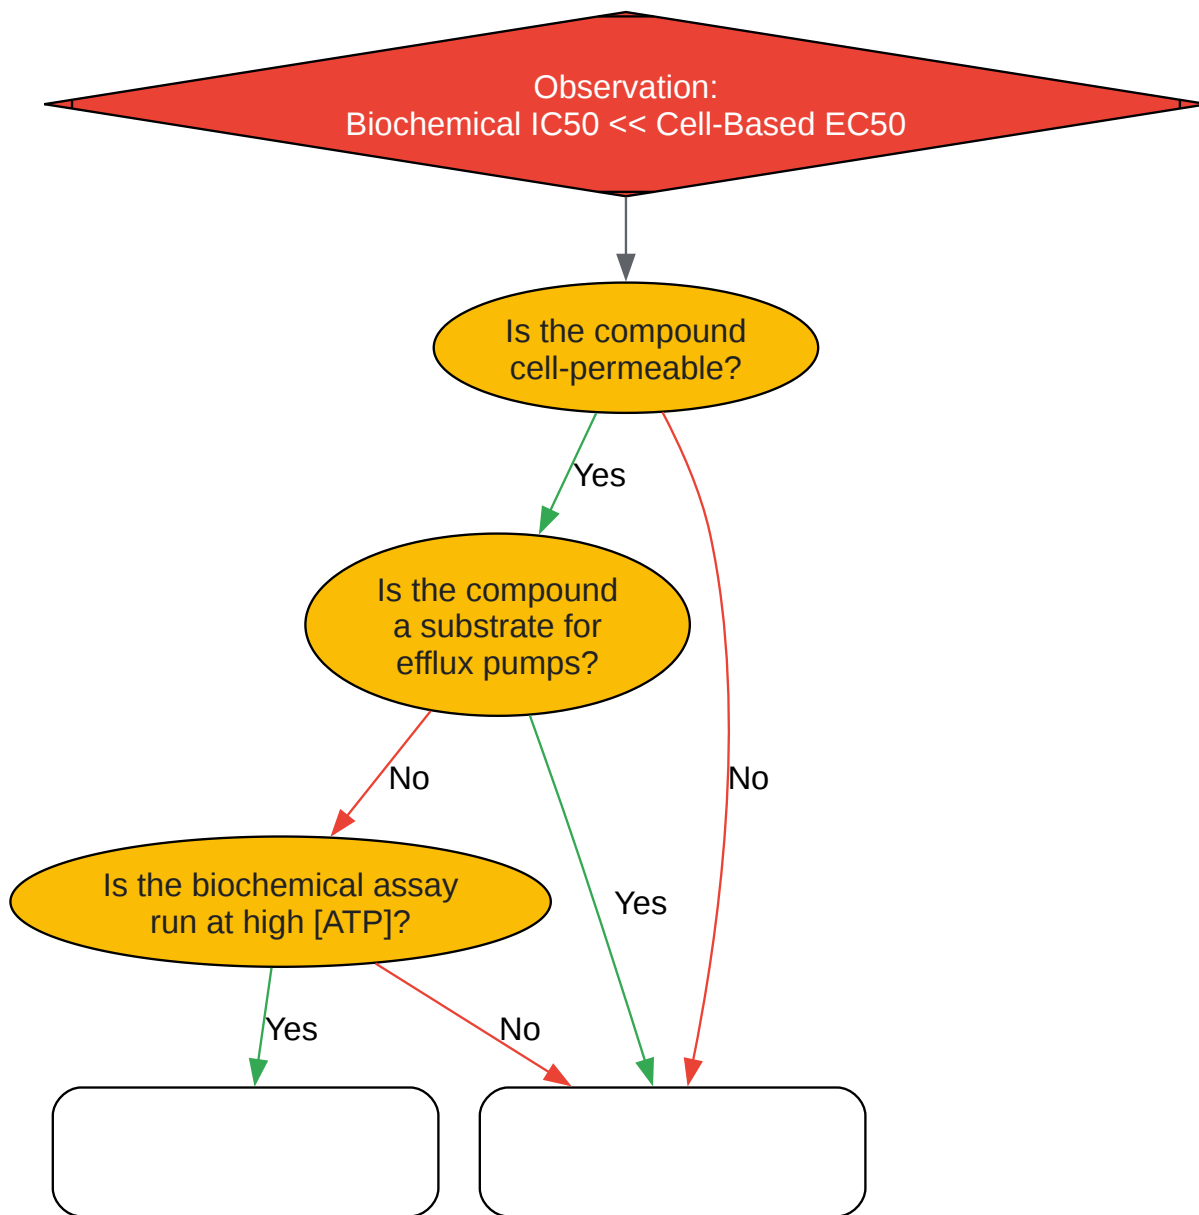 Observation:
Biochemical IC50 << Cell-Based EC50
Is the compound
cell-permeable?
Yes
Is the compound
a substrate for
efflux pumps?
No
No
Is the biochemical assay
run at high [ATP]?
Yes
Yes
No